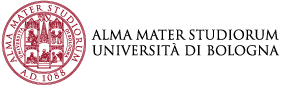 ALMA MATER STUDIORUM
A.D. 1088
ALMA MATER STUDIORUM
UNIVERSITÀ DI BOLOGNA